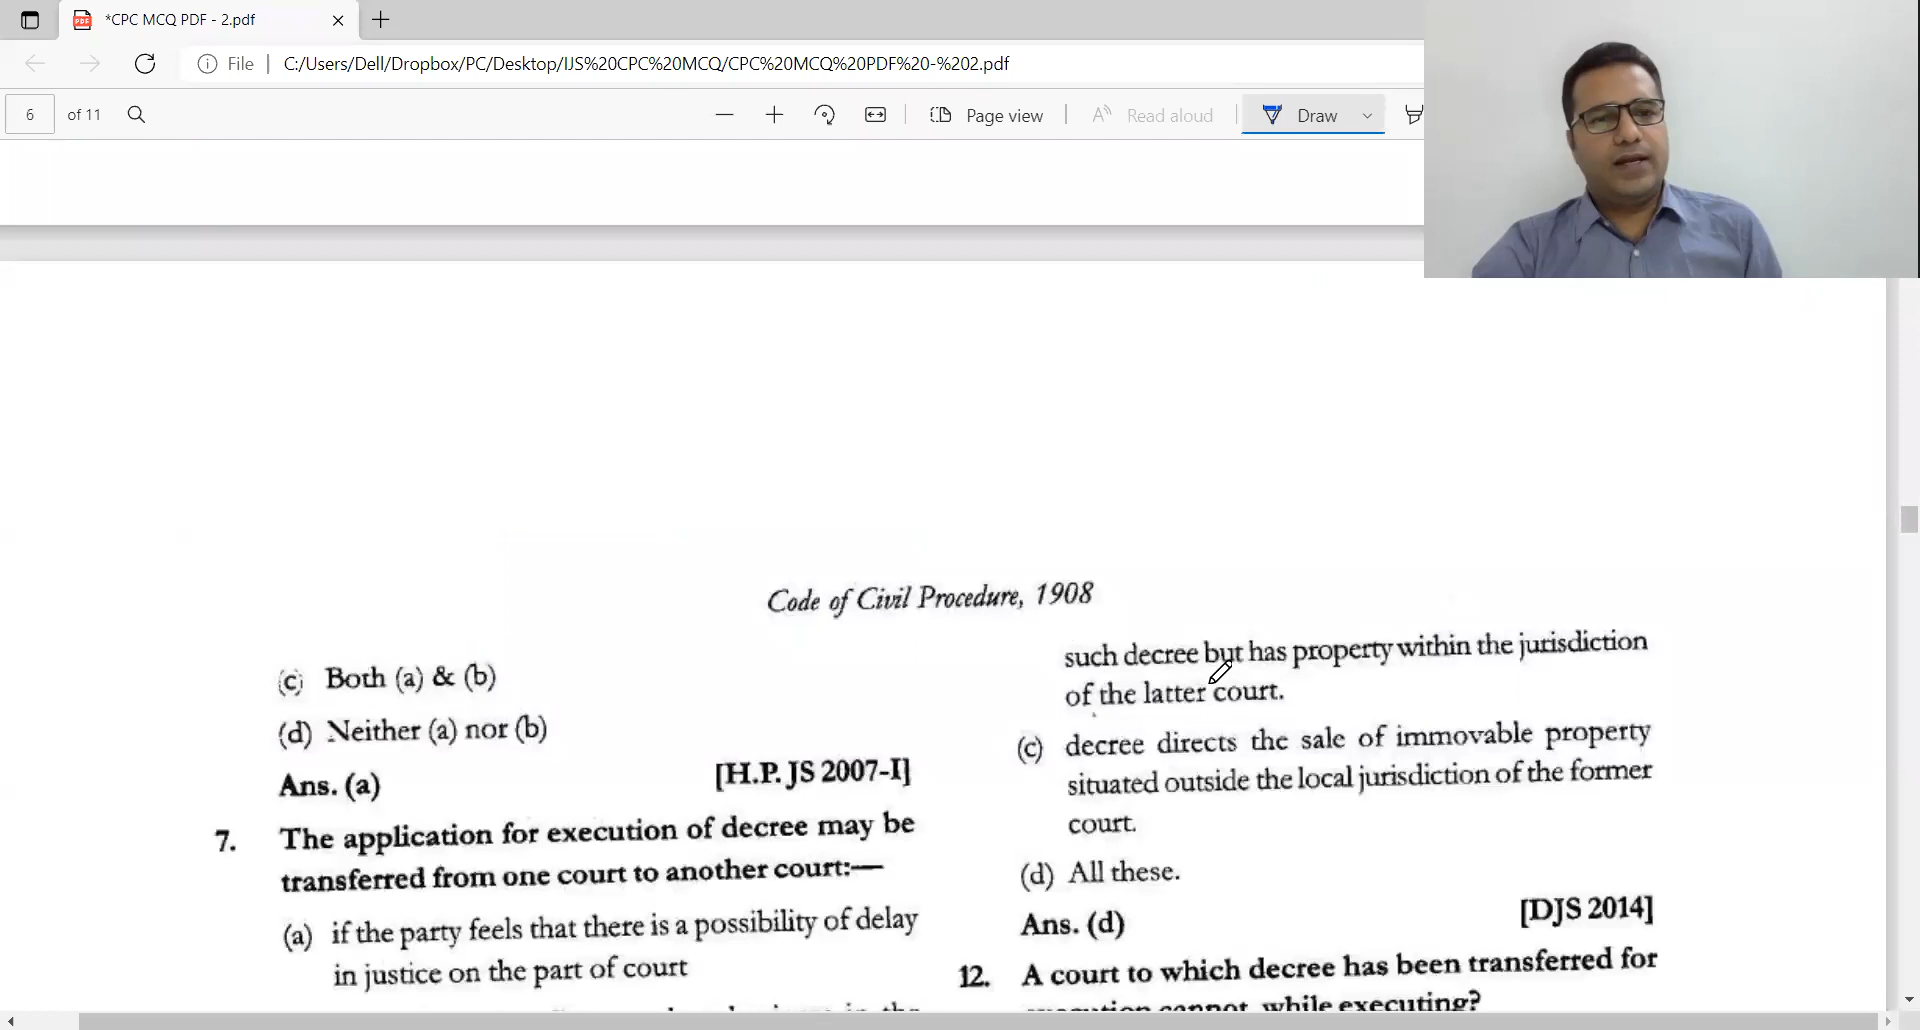 *CPC MCQ PDF - 2.pdf
File
C:/Users/Dell/Dropbox/PC/Desktop/IJS%20CPC%20MCQ/CPC%20MCQ%20PDF%20-%202.pdf
6 of 11
Page view
Read aloud
Draw
Code of Civil Procedure, 1908
(c) Both (a) & (b)
(d) Neither (a) nor (b)
Ans. (a) [H.P. JS 2007-I]
7. The application for execution of decree may be
transferred from one court to another court:—
(a) if the party feels that there is a possibility of delay
in justice on the part of court
in the
such decree but has property within the jurisdiction
of the latter court.
(c) decree directs the sale of immovable property
situated outside the local jurisdiction of the former
court.
(d) All these.
Ans. (d) [DJS 2014]
12. A court to which decree has been transferred for
execution cannot, while executing?